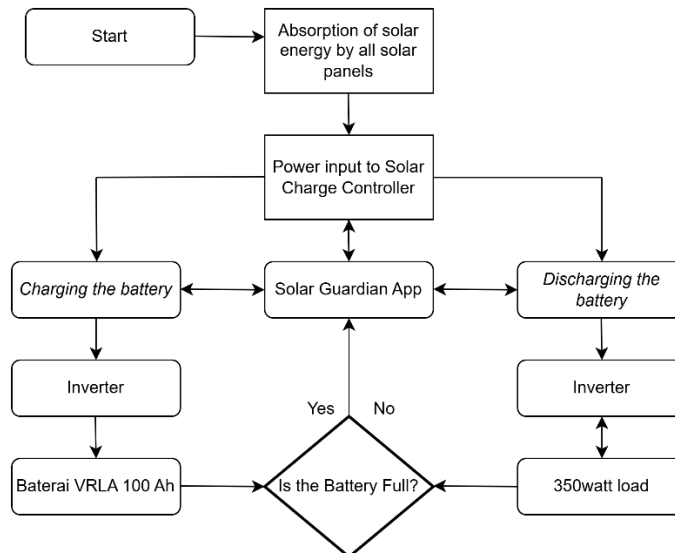 Start
Absorption of solar
energy by all solar
panels
Power input to Solar
Charge Controller
Charging the battery
Solar Guardian App
Discharging the
battery
Inverter
Inverter
Yes
No
Baterai VRLA 100 Ah
Is the Battery Full?
350watt load